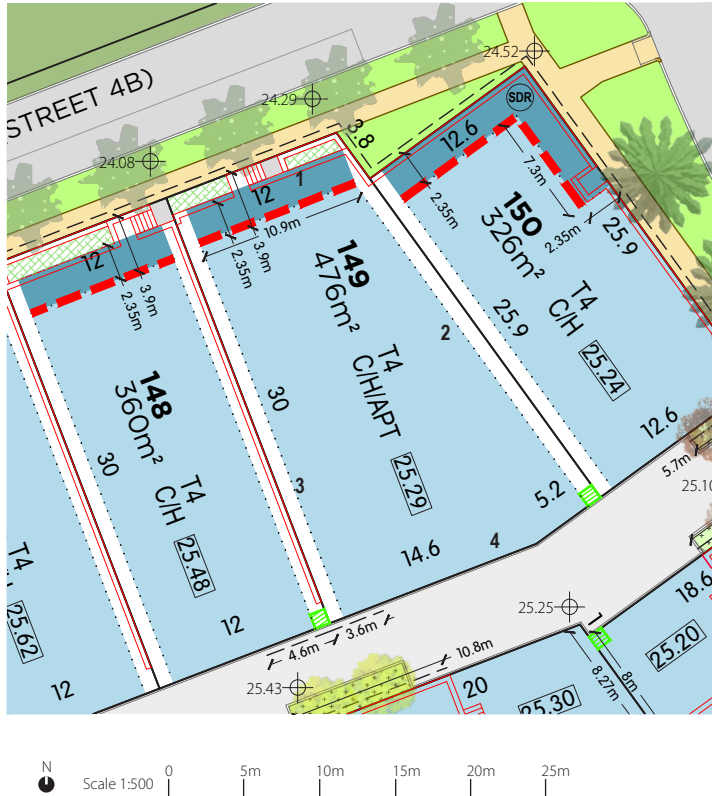 STREET 4B)
24.52
24.29
24.08
SDR
3.8
12.6
7.3m
2.35m
2.35m
25.9
150
326m²
T4
C/H
25.24
25.9
12.6
5.7m
25.10
12
1
10.9m
3.9m
2.35m
149
476m²
T4
C/H/APT
25.29
2
30
3
14.6
4
5.2
12
3.9m
2.35m
148
360m²
T4
C/H
25.48
30
12
T4
25.62
12
4.6m
3.6m
10.8m
25.43
25.25
1
18.6
25.20
8m
8.27m
20
25.30
N
Scale 1:500
0 5m 10m 15m 20m 25m